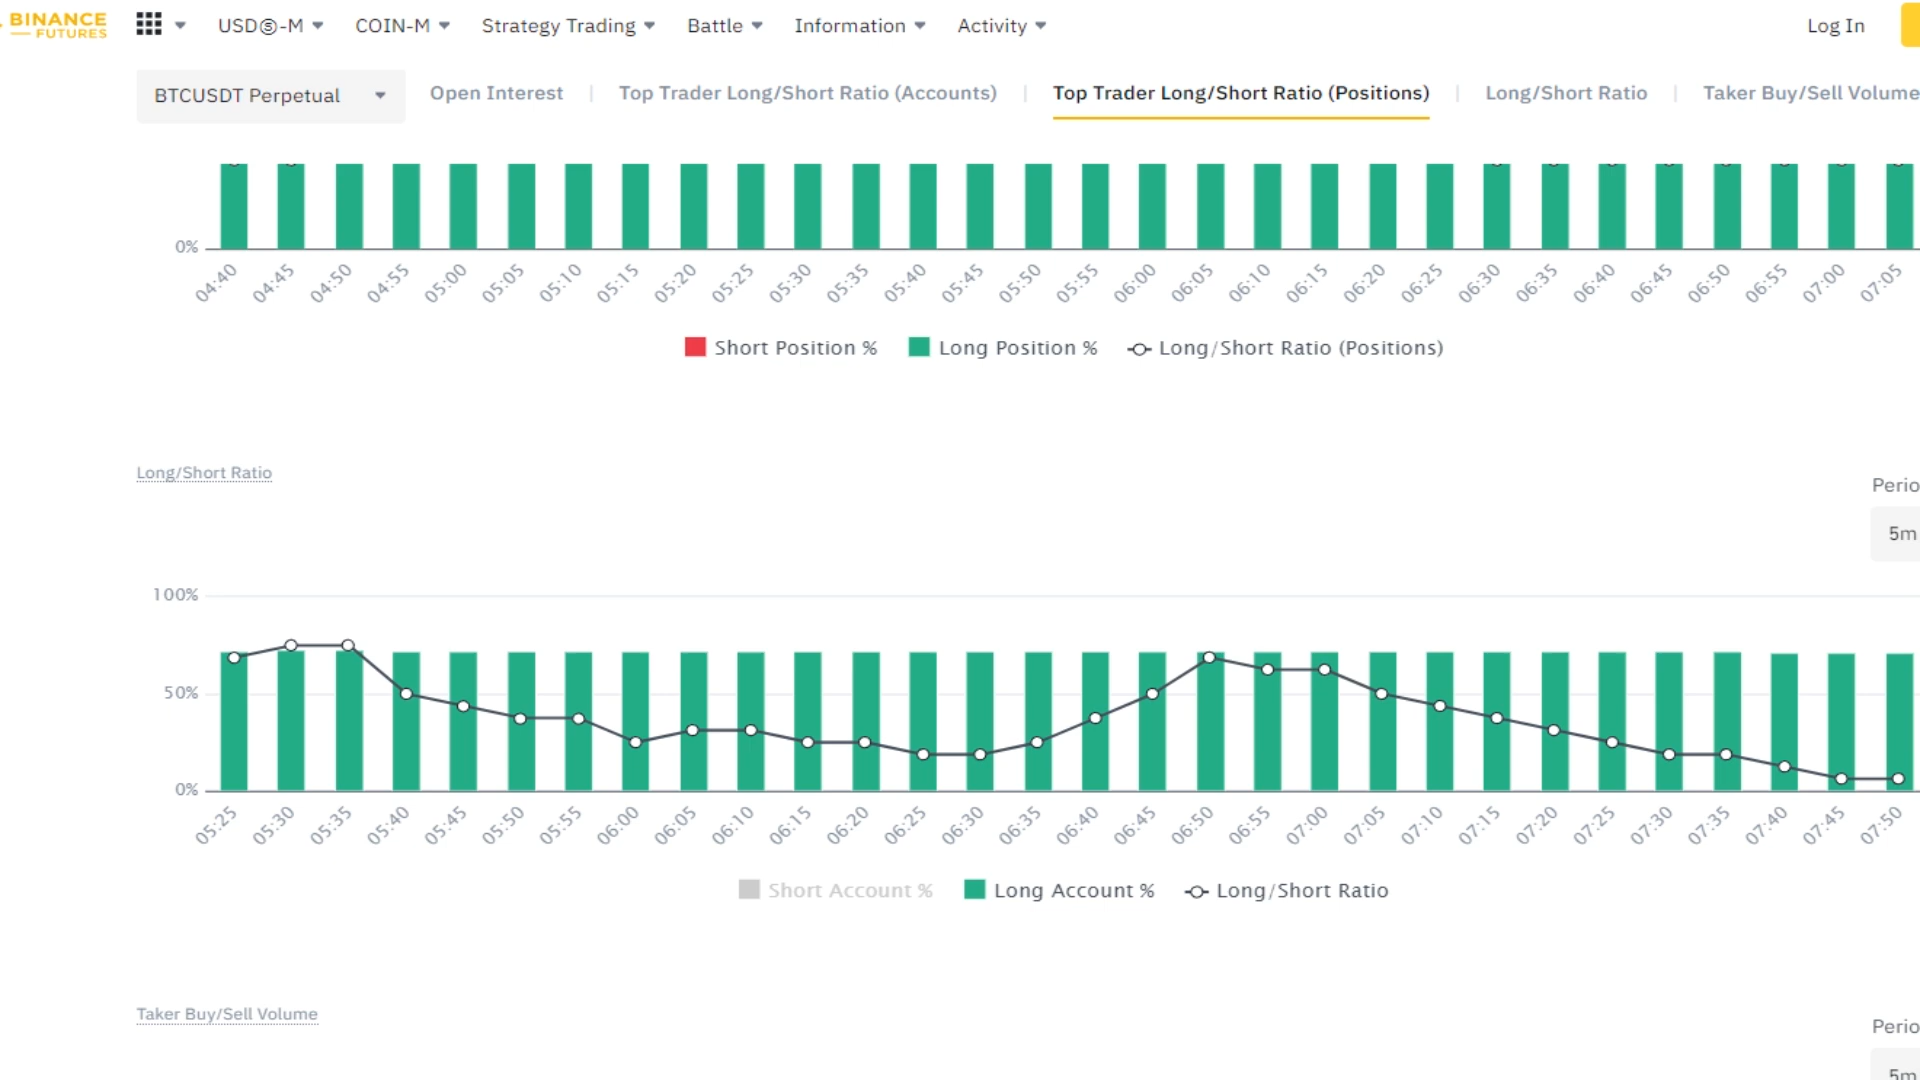 BINANCE
FUTURES
USDⓈ-M
COIN-M
Strategy Trading
Battle
Information
Activity
Log In
BTCUSDT Perpetual
Open Interest
Top Trader Long/Short Ratio (Accounts)
Top Trader Long/Short Ratio (Positions)
Long/Short Ratio
Taker Buy/Sell Volume
0%
04:40 04:45 04:50 04:55 05:00 05:05 05:10 05:15 05:20 05:25 05:30 05:35 05:40 05:45 05:50 05:55 06:00 06:05 06:10 06:15 06:20 06:25 06:30 06:35 06:40 06:45 06:50 06:55 07:00 07:05
Short Position % Long Position % Long/Short Ratio (Positions)
Long/Short Ratio
Perio
5m
100%
50%
0%
05:25 05:30 05:35 05:40 05:45 05:50 05:55 06:00 06:05 06:10 06:15 06:20 06:25 06:30 06:35 06:40 06:45 06:50 06:55 07:00 07:05 07:10 07:15 07:20 07:25 07:30 07:35 07:40 07:45 07:50
Short Account % Long Account % Long/Short Ratio
Taker Buy/Sell Volume
Perio
5m